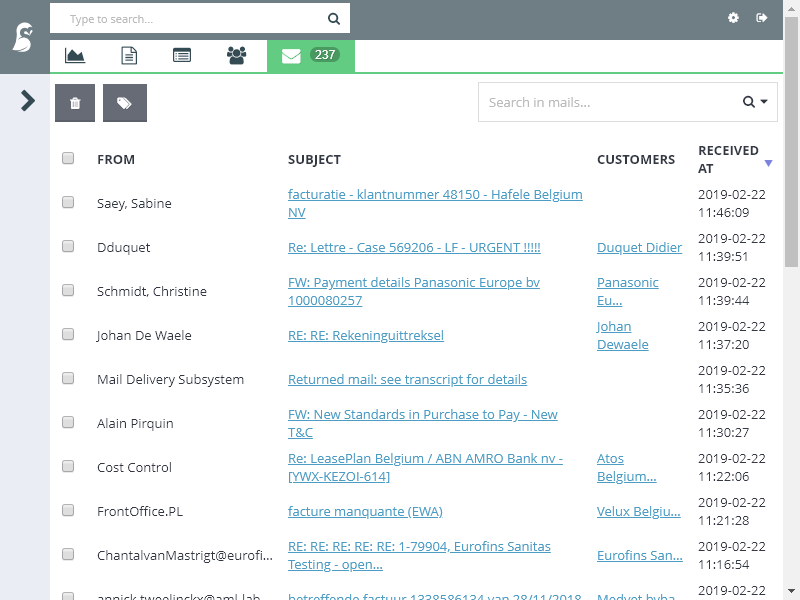 Type to search...
237
Search in mails...
FROM SUBJECT CUSTOMERS RECEIVED AT
Saey, Sabine facturatie - klantnummer 48150 - Hafele Belgium NV 2019-02-22 11:46:09
Dduquet Re: Lettre - Case 569206 - LF - URGENT !!!!! Duquet Didier 2019-02-22 11:39:51
Schmidt, Christine FW: Payment details Panasonic Europe bv 1000080257 Panasonic Eu... 2019-02-22 11:39:44
Johan De Waele RE: RE: Rekeninguittreksel Johan Dewaele 2019-02-22 11:37:20
Mail Delivery Subsystem Returned mail: see transcript for details 2019-02-22 11:35:36
Alain Pirquin FW: New Standards in Purchase to Pay - New T&C 2019-02-22 11:30:27
Cost Control Re: LeasePlan Belgium / ABN AMRO Bank nv - [YWX-KEZOI-614] Atos Belgium... 2019-02-22 11:22:06
FrontOffice.PL facture manquante (EWA) Velux Belgiu... 2019-02-22 11:21:28
ChantalvanMastrigt@eurofi... RE: RE: RE: RE: RE: 1-79904, Eurofins Sanitas Testing - open... Eurofins San... 2019-02-22 11:16:54
annick.tweelinckx@aml-lab betreffende factuur 1338586134 van 28/11/2018 Medvet bvba 2019-02-22